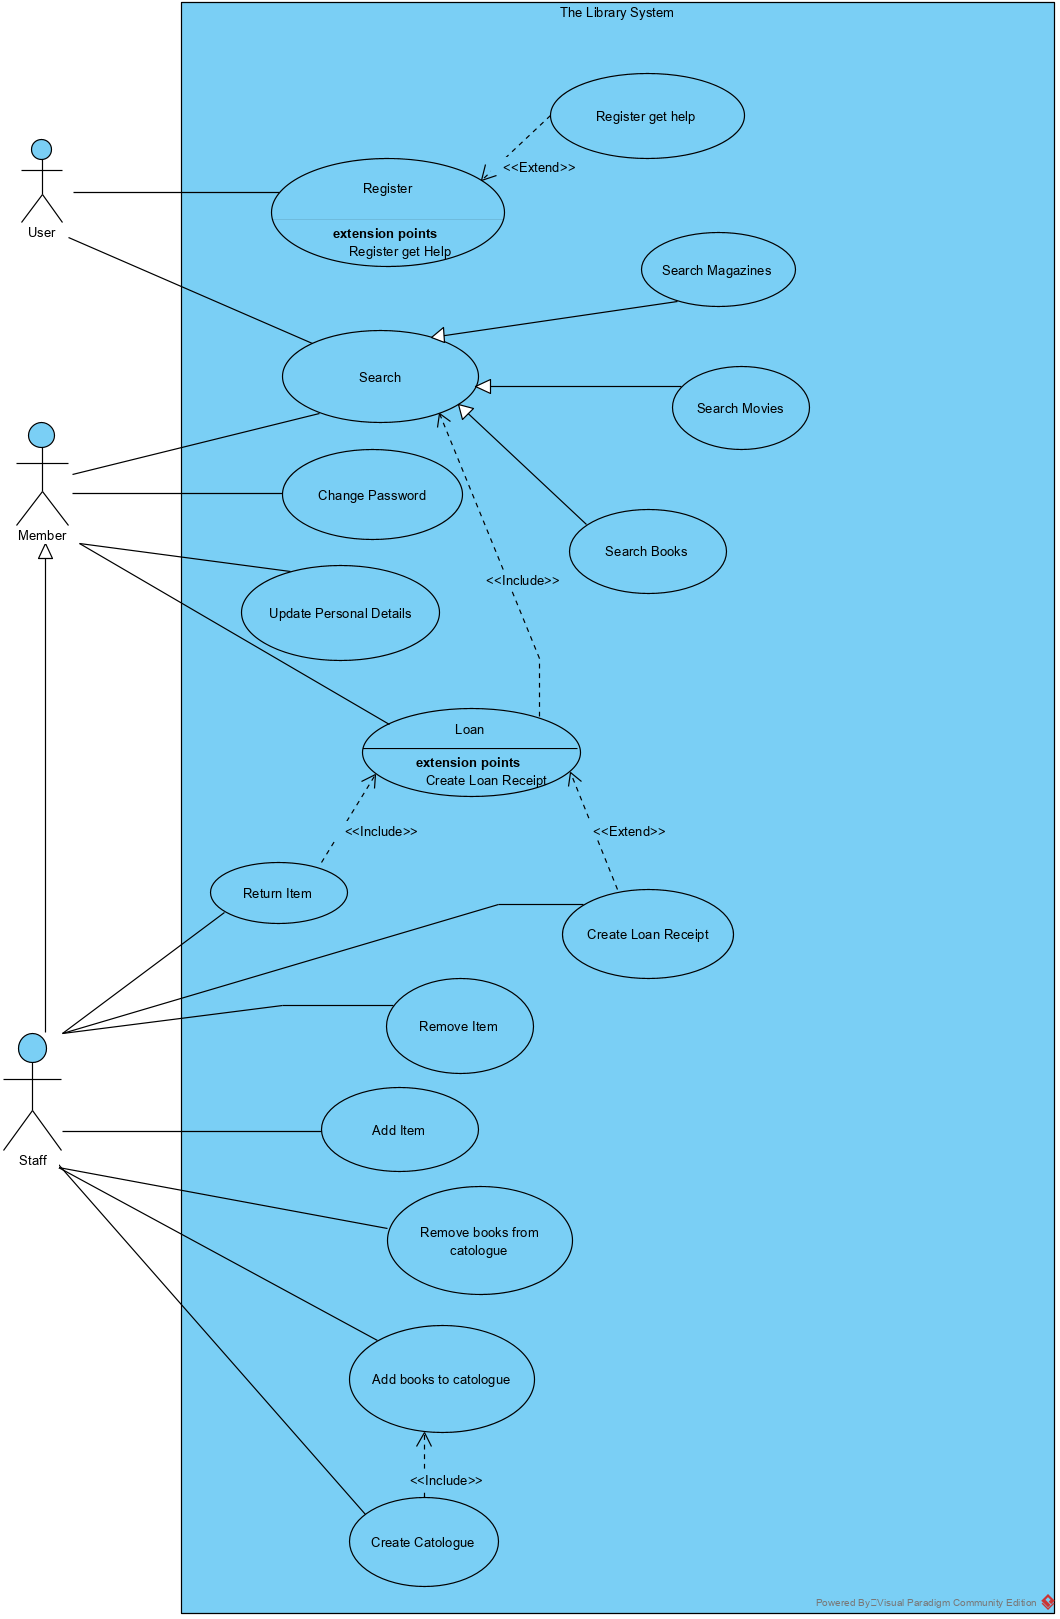 The Library System
Register get help
<<Extend>>
Register
extension points
Register get Help
User
Search Magazines
Search
Search Movies
Change Password
Member
Search Books
<<Include>>
Update Personal Details
Loan
extension points
Create Loan Receipt
<<Include>>
<<Extend>>
Return Item
Create Loan Receipt
Remove Item
Add Item
Staff
Remove books from
catologue
Add books to catologue
<<Include>>
Create Catologue
Powered By Visual Paradigm Community Edition